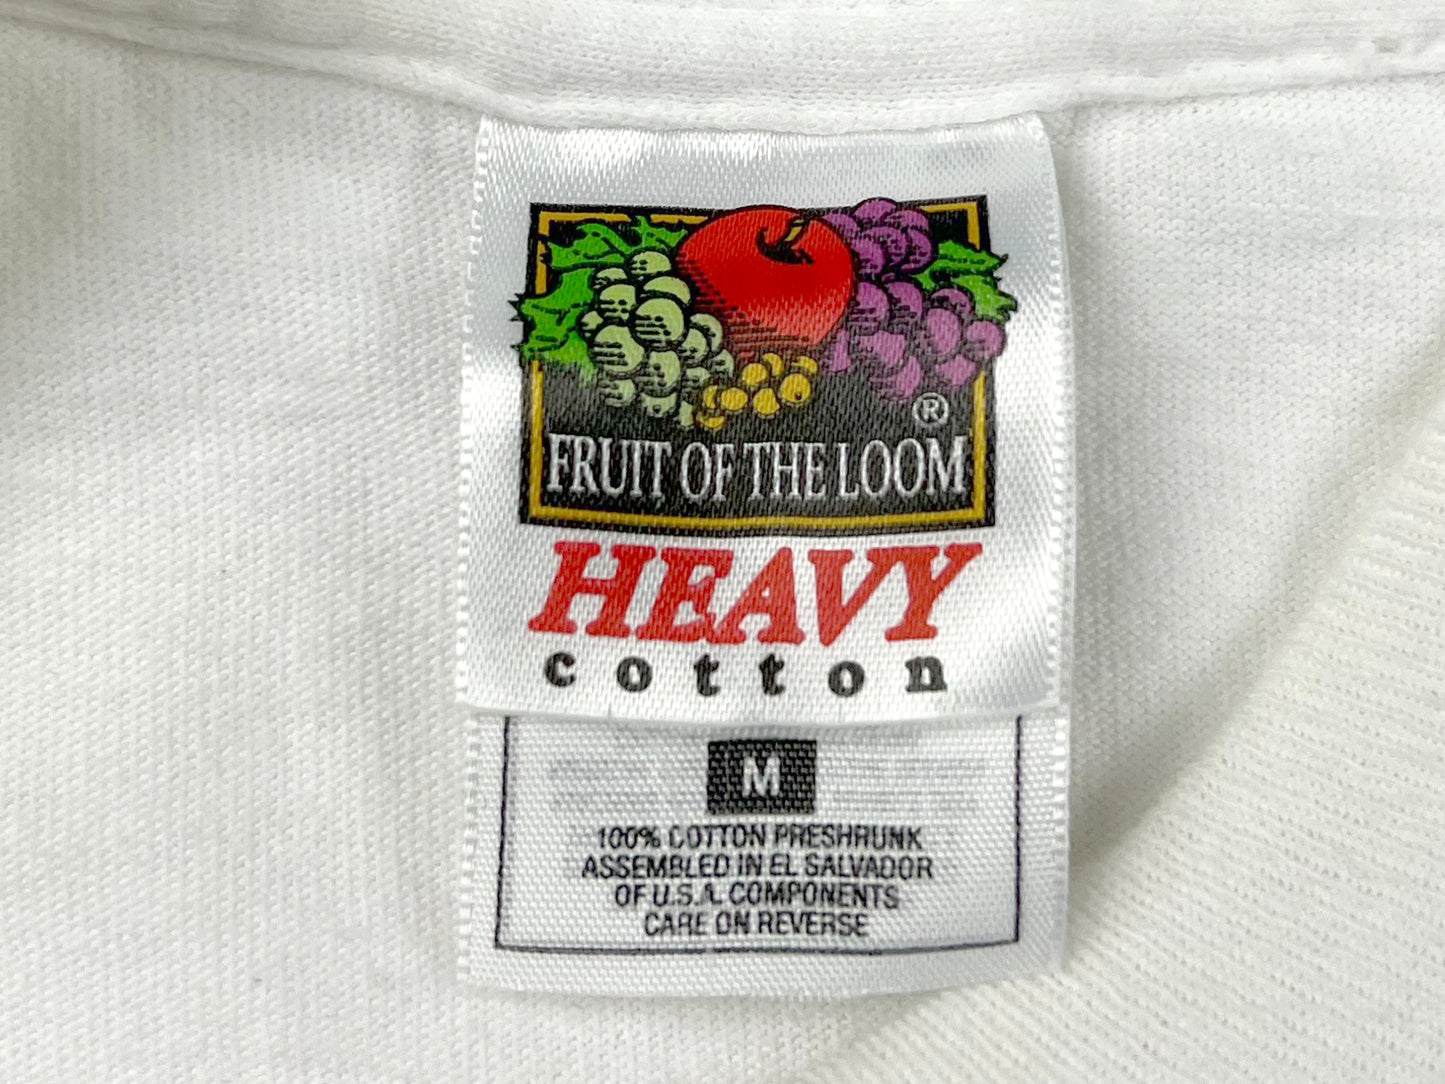 ®
FRUIT OF THE LOOM
HEAVY
cotton
M
100% COTTON PRESHRUNK
ASSEMBLED IN EL SALVADOR
OF U.S.A. COMPONENTS
CARE ON REVERSE